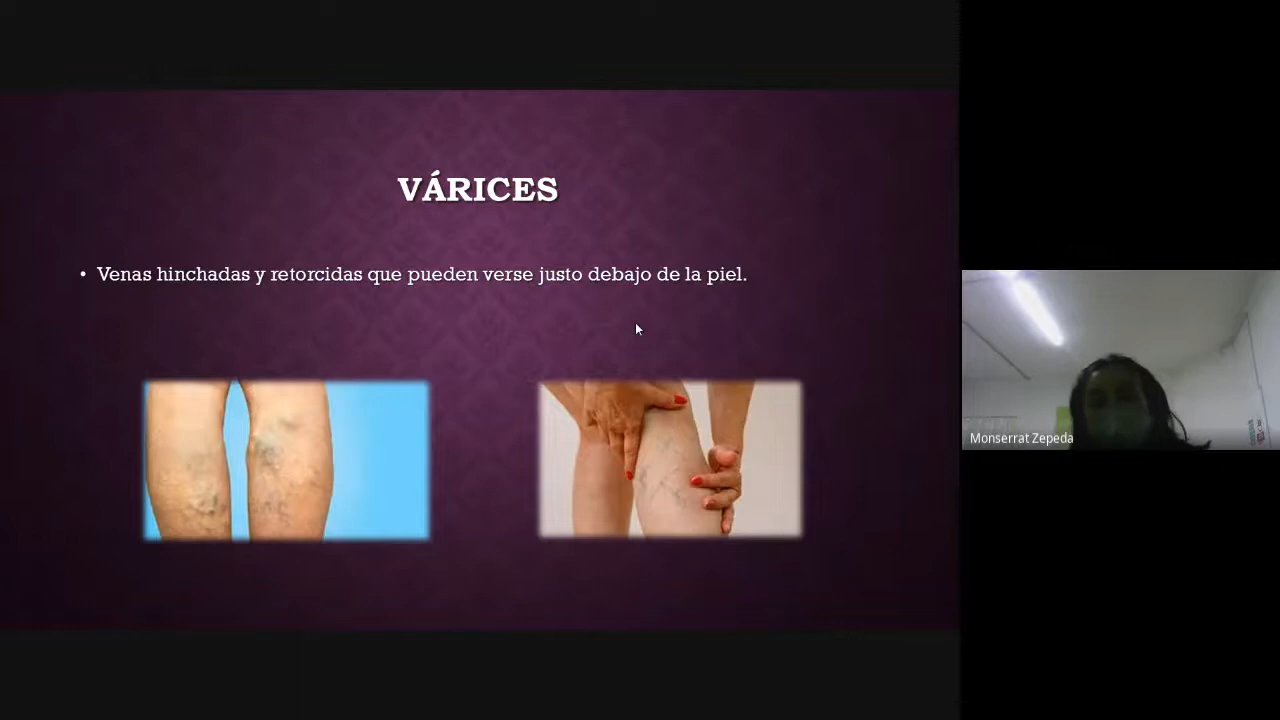 VÁRICES
• Venas hinchadas y retorcidas que pueden verse justo debajo de la piel.
Monserrat Zepeda